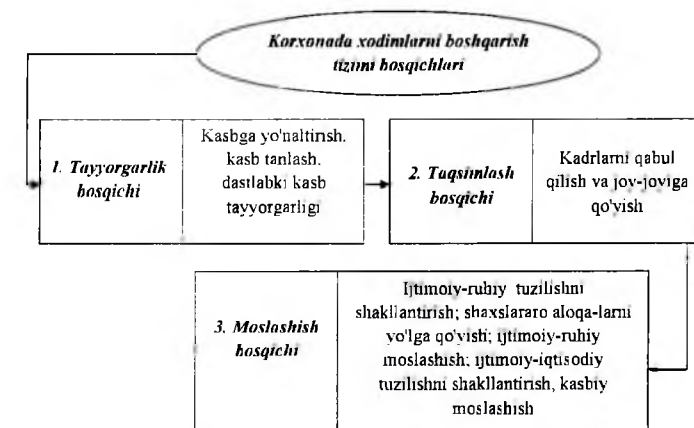 Korxonada xodimlarni boshqarish
tizimi bosqichlari
1. Tayyorgarlik
bosqichi
Kasbga yo'naltirish.
kasb tanlash.
dastlabki kasb
tayyorgarligi
2. Taqsimlash
bosqichi
Kadrlarni qabul
qilish va joy-joyiga
qo'yish
3. Moslashish
bosqichi
Ijtimoiy-ruhiy tuzilishni
shakllantirish; shaxslararo aloqa-larni
yo'lga qo'yish; ijtimoiy-ruhiy
moslashish; ijtimoiy-iqtisodiy
tuzilishni shakllantirish, kasbiy
moslashish